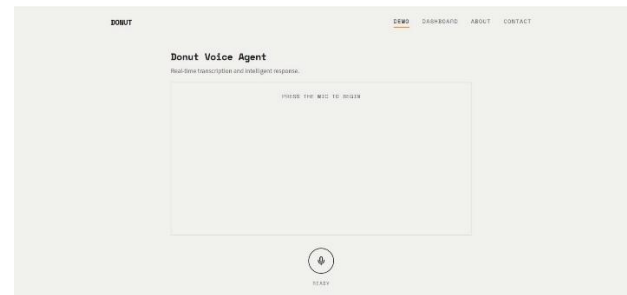 DONUT
DEMO DASHBOARD ABOUT CONTACT
Donut Voice Agent
Real-time transcription and intelligent response.
PRESS THE MIC TO BEGIN
READY